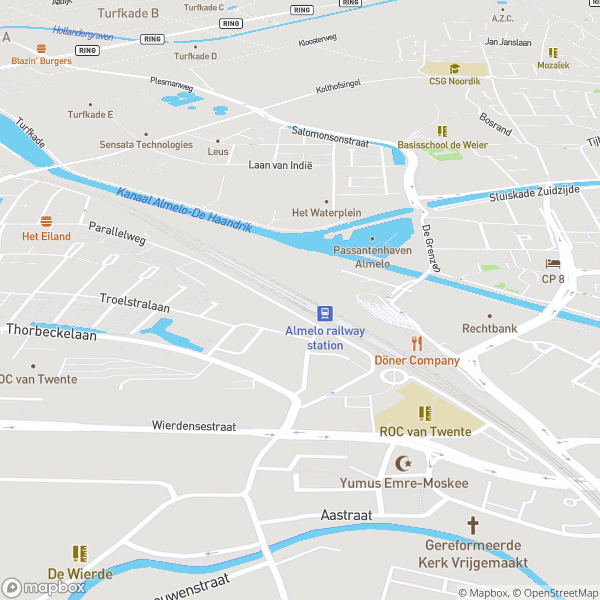 Turfkade C
RING
A.Z.C.
Turfkade B
Hollandergraven
Kloosterweg
Jan Janslaan
A
RING
RING
Turfkade D
Mozaïek
Blazin' Burgers
Plesmanweg
Kolthofsingel
CSG Noordik
Turfkade E
Bosrand
Turfkade
Salomonsonstraat
Sensata Technologies
Leus
Basisschool de Weier
Laan van Indië
Kanaal Almelo-De Haandrik
Sluiskade Zuidzijde
Het Waterplein
Parallelweg
De Grenzen
Het Eiland
Passantenhaven
Almelo
CP 8
Troelstralaan
Almelo railway
station
Rechtbank
Thorbeckelaan
Döner Company
ROC van Twente
Wierdensestraat
ROC van Twente
Yumus Emre-Moskee
Aastraat
Gereformeerde
Kerk Vrijgemaakt
De Wierde
mapbox
© Mapbox, © OpenStreetMap